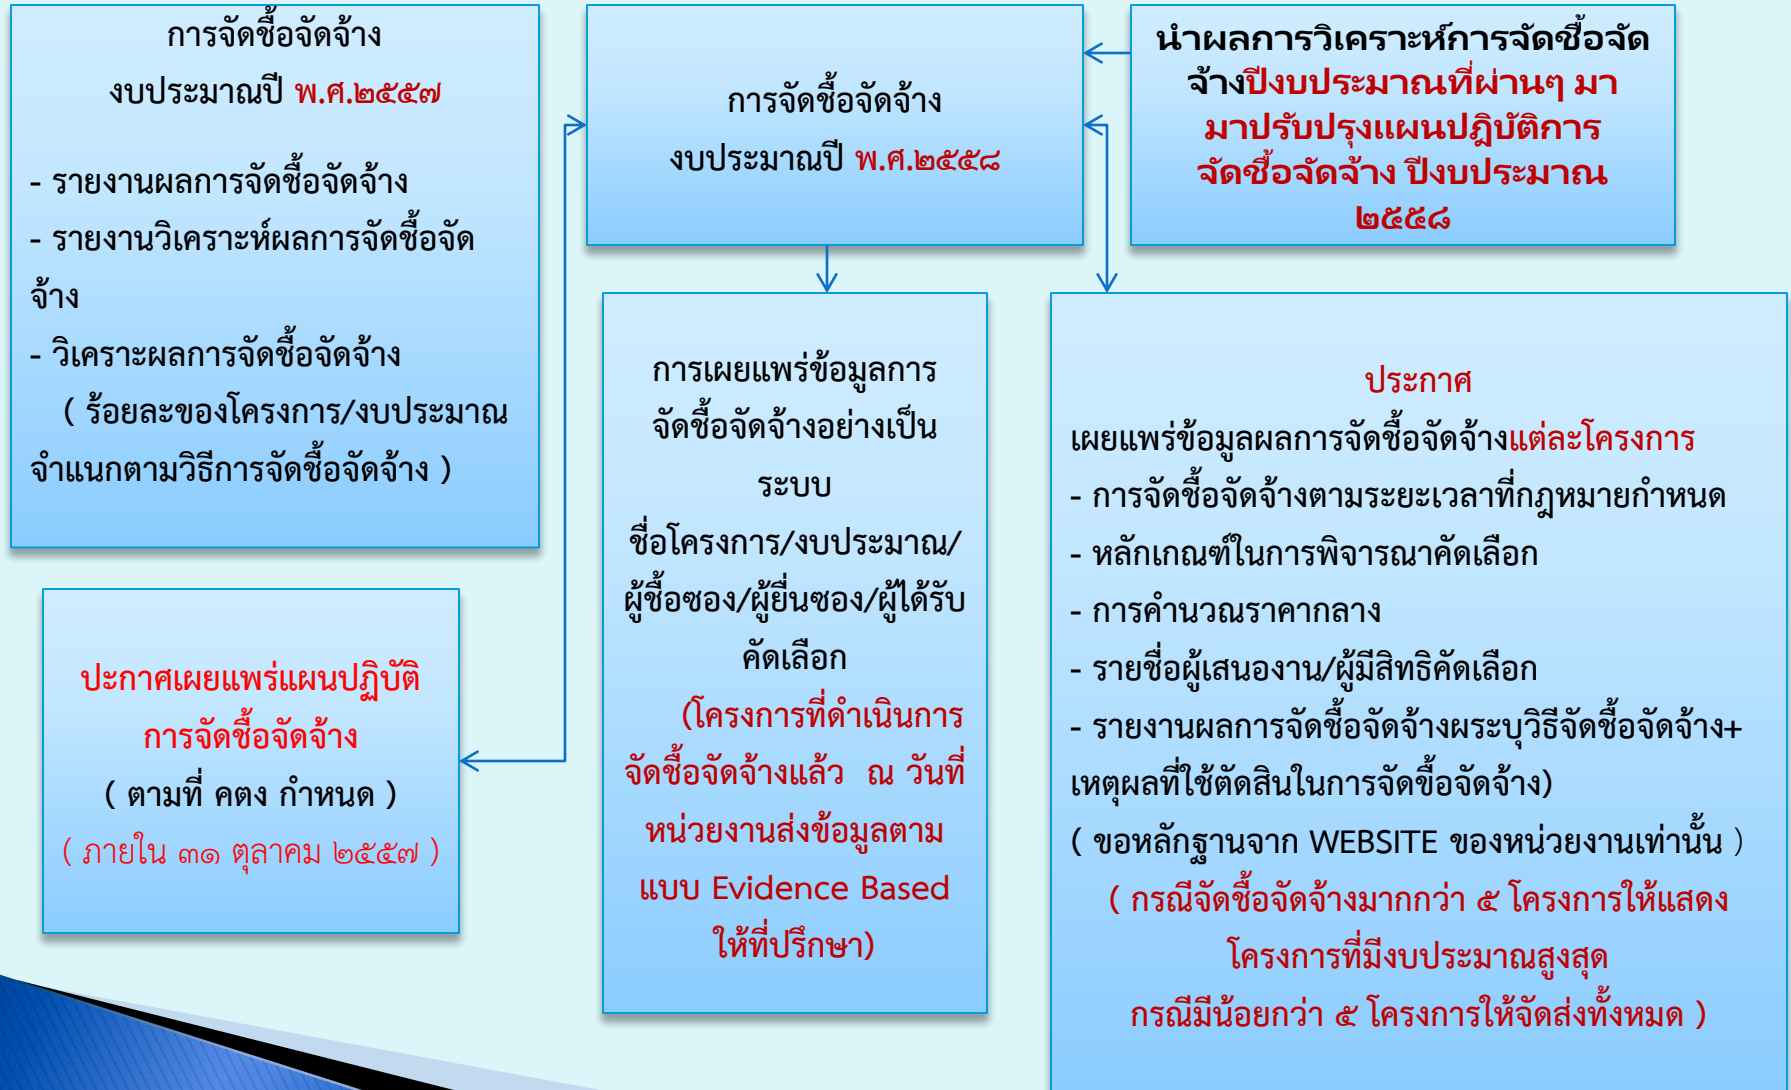 การจัดซื้อจัดจ้าง
งบประมาณปี พ.ศ.๒๕๕๗
- รายงานผลการจัดซื้อจัดจ้าง
- รายงานวิเคราะห์ผลการจัดซื้อจัด
จ้าง
- วิเคราะผลการจัดซื้อจัดจ้าง
( ร้อยละของโครงการ/งบประมาณ
จำแนกตามวิธีการจัดซื้อจัดจ้าง )
ปะกาศเผยแพร่แผนปฏิบัติ
การจัดซื้อจัดจ้าง
( ตามที่ คตง กำหนด )
( ภายใน ๓๑ ตุลาคม ๒๕๕๗ )
การจัดซื้อจัดจ้าง
งบประมาณปี พ.ศ.๒๕๕๘
การเผยแพร่ข้อมูลการ
จัดซื้อจัดจ้างอย่างเป็น
ระบบ
ชื่อโครงการ/งบประมาณ/
ผู้ซื้อซอง/ผู้ยื่นซอง/ผู้ได้รับ
คัดเลือก
(โครงการที่ดำเนินการ
จัดซื้อจัดจ้างแล้ว ณ วันที่
หน่วยงานส่งข้อมูลตาม
แบบ Evidence Based
ให้ที่ปรึกษา)
นำผลการวิเคราะห์การจัดซื้อจัด
จ้างปีงบประมาณที่ผ่านๆ มา
มาปรับปรุงแผนปฎิบัติการ
จัดซื้อจัดจ้าง ปีงบประมาณ
๒๕๕๘
ประกาศ
เผยแพร่ข้อมูลผลการจัดซื้อจัดจ้างแต่ละโครงการ
- การจัดซื้อจัดจ้างตามระยะเวลาที่กฎหมายกำหนด
- หลักเกณฑ์ในการพิจารณาคัดเลือก
- การคำนวณราคากลาง
- รายชื่อผู้เสนองาน/ผู้มีสิทธิคัดเลือก
- รายงานผลการจัดซื้อจัดจ้างผระบุวิธีจัดซื้อจัดจ้าง+
เหตุผลที่ใช้ตัดสินในการจัดขื้อจัดจ้าง)
( ขอหลักฐานจาก WEBSITE ของหน่วยงานเท่านั้น )
( กรณีจัดซื้อจัดจ้างมากกว่า ๕ โครงการให้แสดง
โครงการที่มีงบประมาณสูงสุด
กรณีมีน้อยกว่า ๕ โครงการให้จัดส่งทั้งหมด )